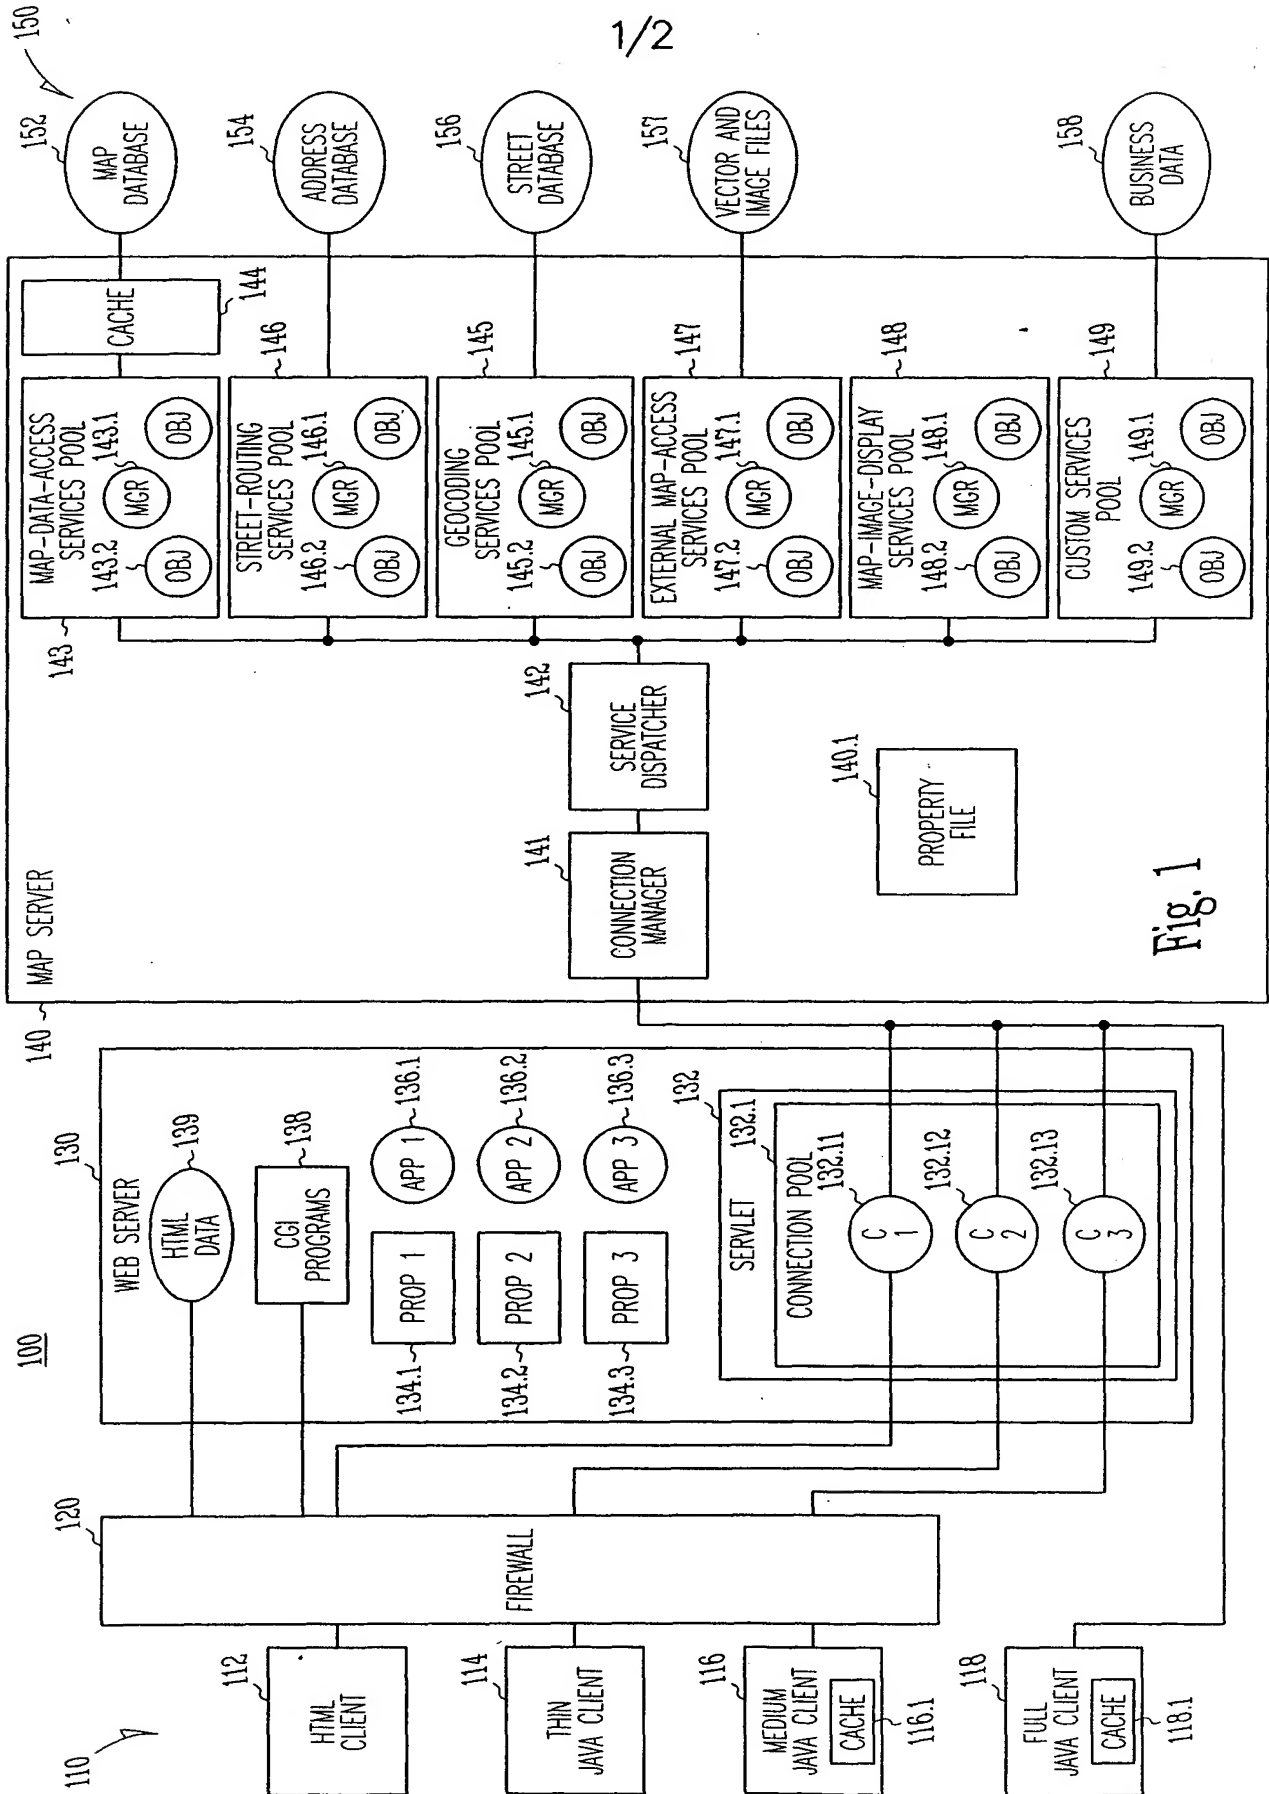 1/2
100
110
112
HTML
CLIENT
114
THIN
JAVA CLIENT
116
MEDIUM
JAVA CLIENT
CACHE
116.1
118
FULL
JAVA CLIENT
CACHE
118.1
120
FIREWALL
130
WEB SERVER
HTML
DATA
139
CGI
PROGRAMS
138
PROP 1
134.1
APP 1
136.1
PROP 2
134.2
APP 2
136.2
PROP 3
134.3
APP 3
136.3
SERVLET
132
132.1
CONNECTION POOL
132.11
C
1
132.12
C
2
132.13
C
3
140
MAP SERVER
141
CONNECTION
MANAGER
142
SERVICE
DISPATCHER
140.1
PROPERTY
FILE
143
MAP-DATA-ACCESS
SERVICES POOL
143.2
143.1
OBJ
MGR
OBJ
CACHE
144
STREET-ROUTING
SERVICES POOL
146
146.2
146.1
OBJ
MGR
OBJ
GEOCODING
SERVICES POOL
145
145.2
145.1
OBJ
MGR
OBJ
EXTERNAL MAP-ACCESS
SERVICES POOL
147
147.2
147.1
OBJ
MGR
OBJ
MAP-IMAGE-DISPLAY
SERVICES POOL
148
148.2
148.1
OBJ
MGR
OBJ
CUSTOM SERVICES
POOL
149
149.2
149.1
OBJ
MGR
OBJ
150
152
MAP
DATABASE
154
ADDRESS
DATABASE
156
STREET
DATABASE
157
VECTOR AND
IMAGE FILES
158
BUSINESS
DATA
Fig. 1